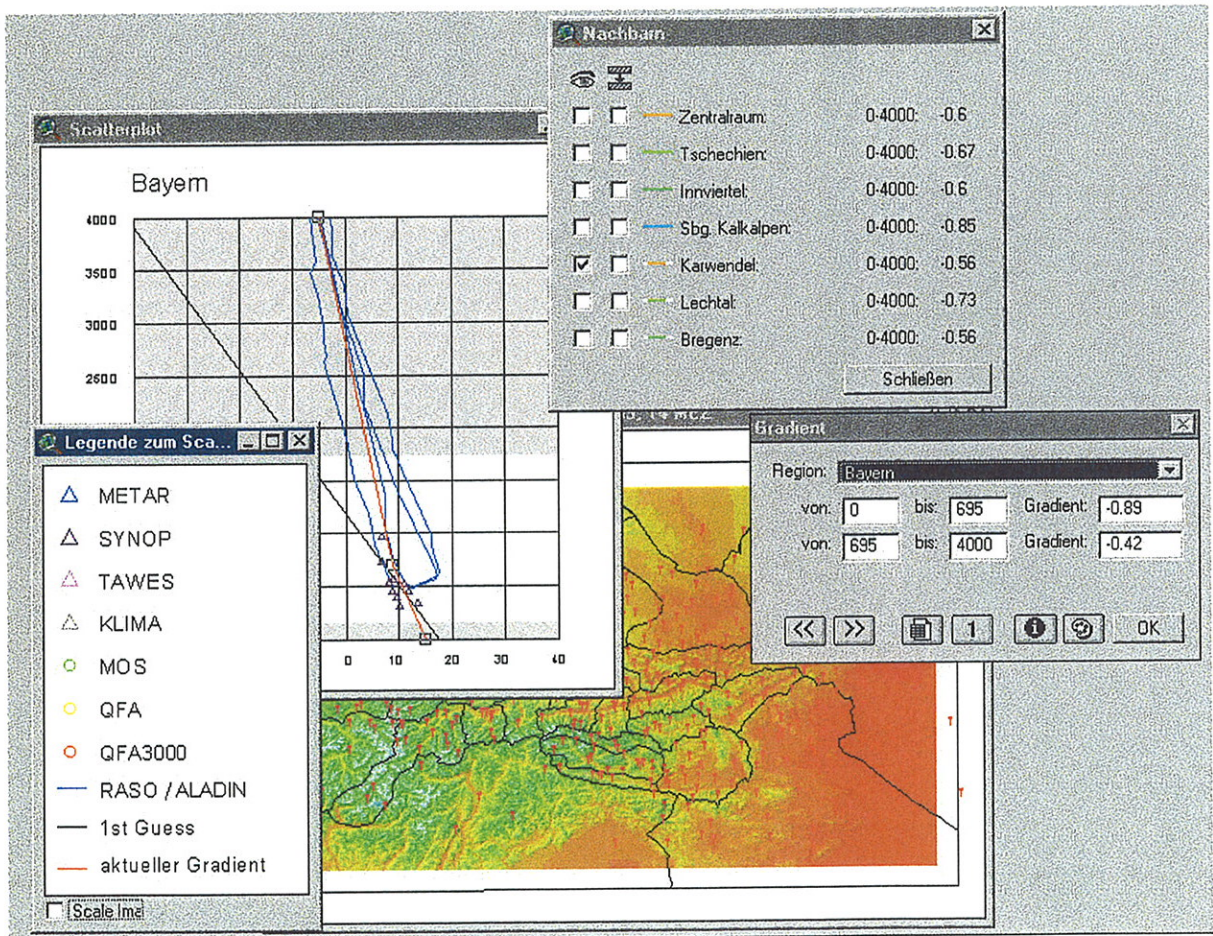 Nachbarn
Zentralraum: 0-4000: -0.6
Tschechien: 0-4000: -0.67
Innviertel: 0-4000: -0.6
Sbg. Kalkalpen: 0-4000: -0.85
Karwendel: 0-4000: -0.56
Lechtal: 0-4000: -0.73
Bregenz: 0-4000: -0.56
Schließen
Scatterplot
Bayern
4000
3500
3000
2500
0 10 20 30 40
Legende zum Sca...
METAR
SYNOP
TAWES
KLIMA
MOS
QFA
QFA3000
RASO / ALADIN
1st Guess
aktueller Gradient
Scale Ima
Gradient
Region: Bayern
von: 0 bis: 695 Gradient: -0.89
von: 695 bis: 4000 Gradient: -0.42
<< >> 1 OK